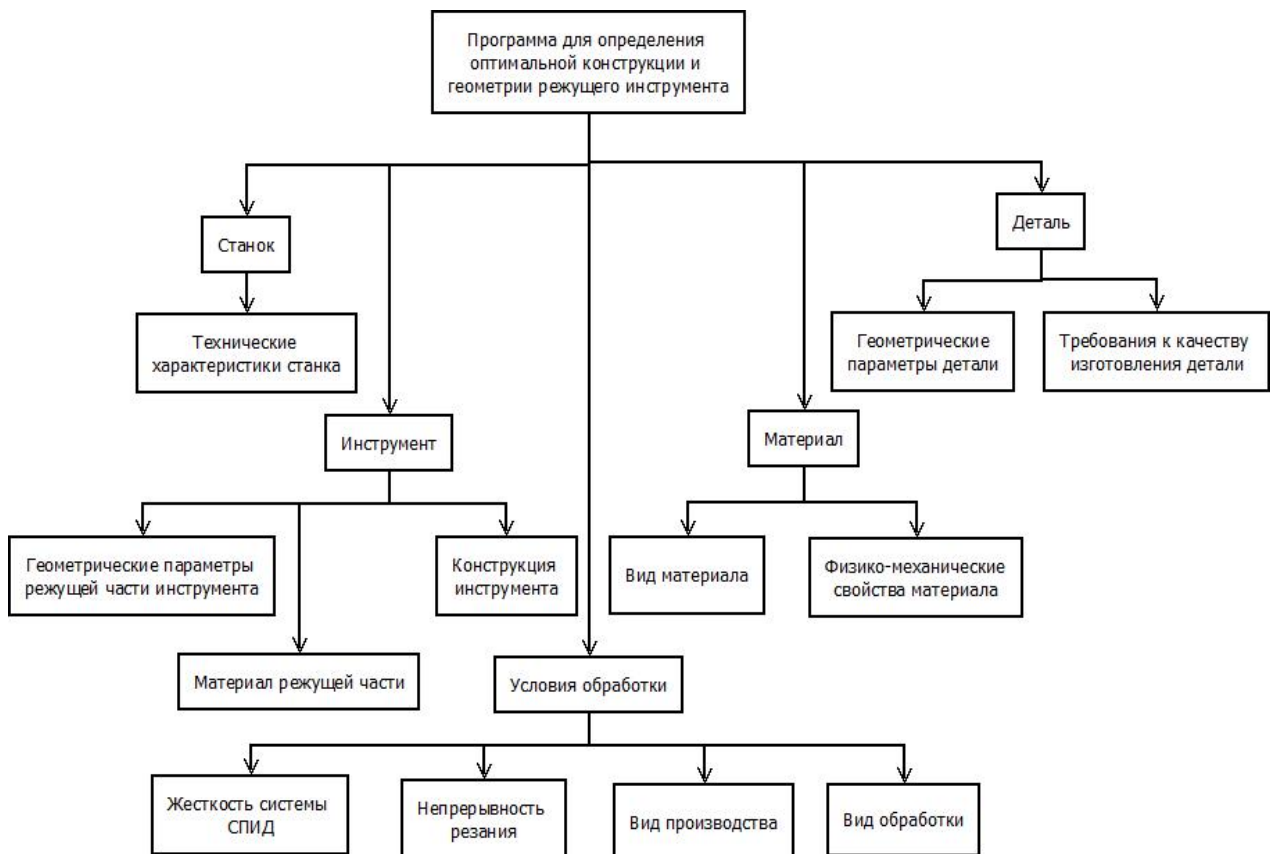 Программа для определения
оптимальной конструкции и
геометрии режущего инструмента
Станок
Деталь
Технические
характеристики станка
Геометрические
параметры детали
Требования к качеству
изготовления детали
Инструмент
Материал
Геометрические параметры
режущей части инструмента
Конструкция
инструмента
Вид материала
Физико-механические
свойства материала
Материал режущей части
Условия обработки
Жесткость системы
СПИД
Непрерывность
резания
Вид производства
Вид обработки